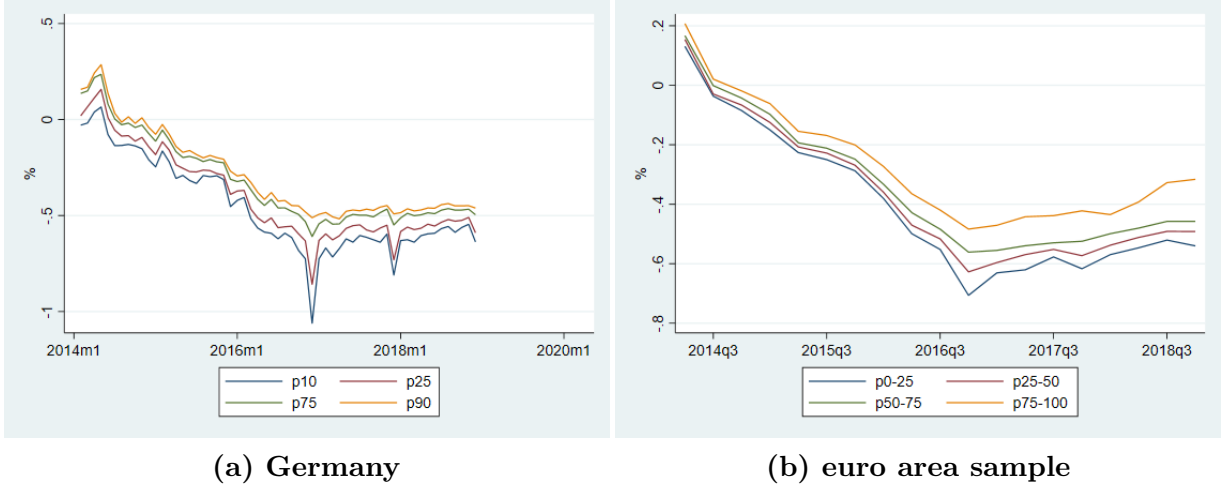 .5
0
-.5
-1
%
2014m1 2016m1 2018m1 2020m1
p10 p25
p75 p90
(a) Germany
.2
0
-.2
-.4
-.6
-.8
%
2014q3 2015q3 2016q3 2017q3 2018q3
p0-25 p25-50
p50-75 p75-100
(b) euro area sample